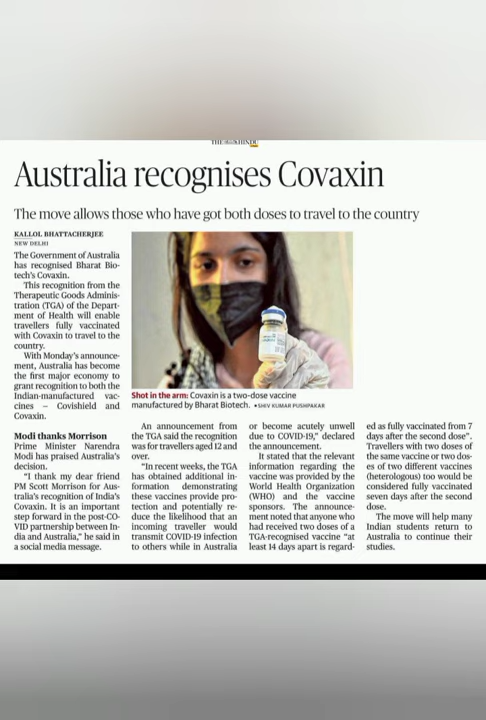 THE HINDU
Australia recognises Covaxin
The move allows those who have got both doses to travel to the country
KALLOL BHATTACHERJEE
NEW DELHI
The Government of Australia
has recognised Bharat Bio-
tech's Covaxin.
This recognition from the
Therapeutic Goods Adminis-
tration (TGA) of the Depart-
ment of Health will enable
travellers fully vaccinated
with Covaxin to travel to the
country.
With Monday's announce-
ment, Australia has become
the first major economy to
grant recognition to both the
Indian-manufactured vac-
cines – Covishield and
Covaxin.
Modi thanks Morrison
Prime Minister Narendra
Modi has praised Australia's
decision.
"I thank my dear friend
PM Scott Morrison for Aus-
tralia's recognition of India's
Covaxin. It is an important
step forward in the post-CO-
VID partnership between In-
dia and Australia," he said in
a social media message.
Shot in the arm: Covaxin is a two-dose vaccine
manufactured by Bharat Biotech. •SHIV KUMAR PUSHPAKAR
An announcement from
the TGA said the recognition
was for travellers aged 12 and
over.
"In recent weeks, the TGA
has obtained additional in-
formation demonstrating
these vaccines provide pro-
tection and potentially re-
duce the likelihood that an
incoming traveller would
transmit COVID-19 infection
to others while in Australia
or become acutely unwell
due to COVID-19," declared
the announcement.
It stated that the relevant
information regarding the
vaccine was provided by the
World Health Organization
(WHO) and the vaccine
sponsors. The announce-
ment noted that anyone who
had received two doses of a
TGA-recognised vaccine "at
least 14 days apart is regard-
ed as fully vaccinated from 7
days after the second dose".
Travellers with two doses of
the same vaccine or two dos-
es of two different vaccines
(heterologous) too would be
considered fully vaccinated
seven days after the second
dose.
The move will help many
Indian students return to
Australia to continue their
studies.